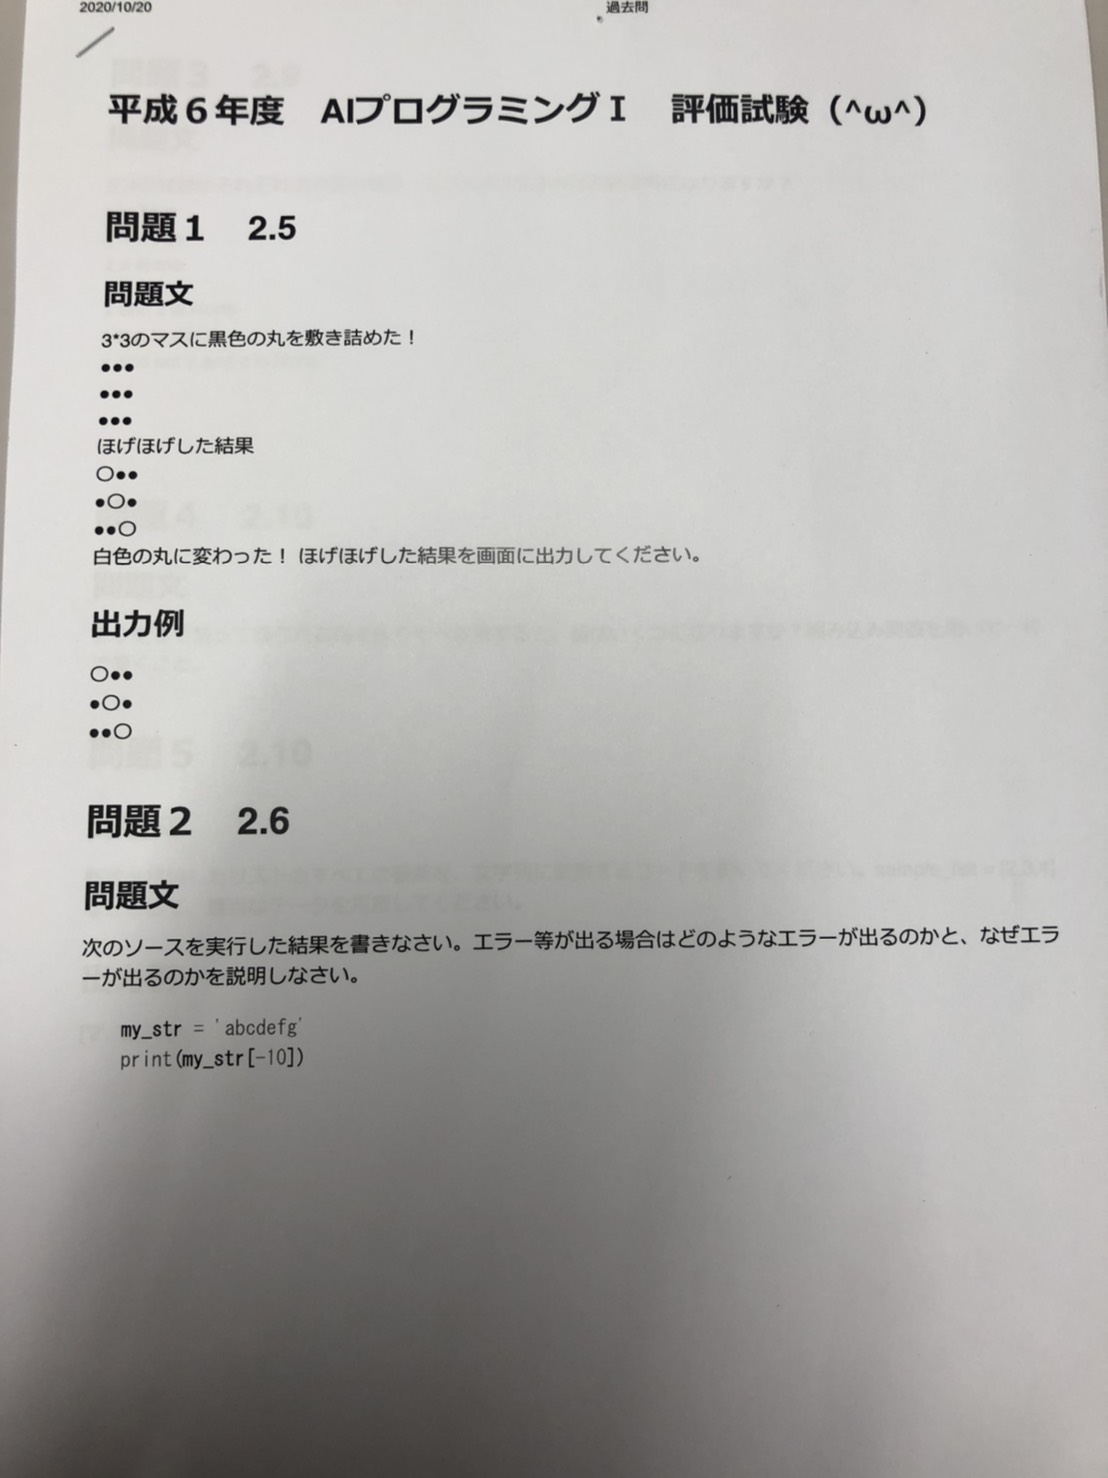 2020/10/20 過去問
平成６年度　AIプログラミングＩ　評価試験（^ω^）
問題１　2.5
問題文
3*3のマスに黒色の丸を敷き詰めた！
●●●
●●●
●●●
ほげほげした結果
○●●
●○●
●●○
白色の丸に変わった！ ほげほげした結果を画面に出力してください。
出力例
○●●
●○●
●●○
問題２　2.6
問題文
次のソースを実行した結果を書きなさい。エラー等が出る場合はどのようなエラーが出るのかと、なぜエラ
ーが出るのかを説明しなさい。
my_str = 'abcdefg'
print(my_str[-10])